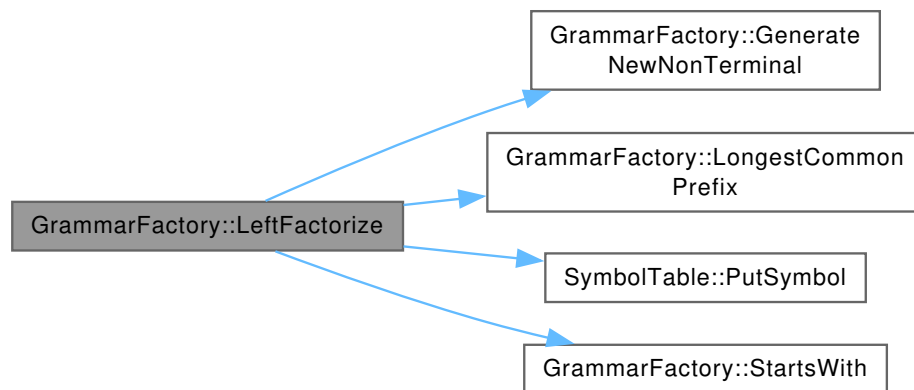 GrammarFactory::Generate
NewNonTerminal
GrammarFactory::LongestCommon
Prefix
GrammarFactory::LeftFactorize
SymbolTable::PutSymbol
GrammarFactory::StartsWith